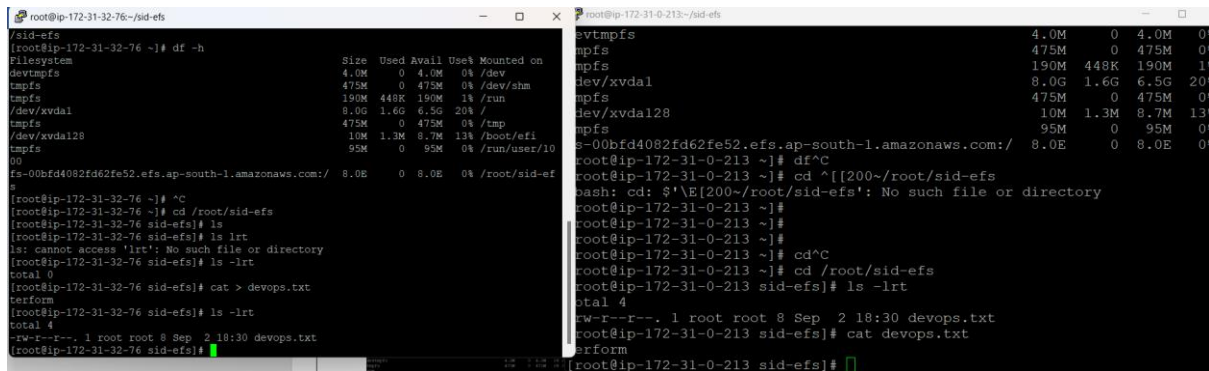 root@ip-172-31-32-76:~/sid-efs
/sid-efs
[root@ip-172-31-32-76 ~]# df -h
Filesystem Size Used Avail Use% Mounted on
devtmpfs 4.0M 0 4.0M 0% /dev
tmpfs 475M 0 475M 0% /dev/shm
tmpfs 190M 448K 190M 1% /run
/dev/xvda1 8.0G 1.6G 6.5G 20% /
tmpfs 475M 0 475M 0% /tmp
/dev/xvda128 10M 1.3M 8.7M 13% /boot/efi
tmpfs 95M 0 95M 0% /run/user/10
00
fs-00bfd4082fd62fe52.efs.ap-south-1.amazonaws.com:/ 8.0E 0 8.0E 0% /root/sid-ef
s
[root@ip-172-31-32-76 ~]# ^C
[root@ip-172-31-32-76 ~]# cd /root/sid-efs
[root@ip-172-31-32-76 sid-efs]# ls
[root@ip-172-31-32-76 sid-efs]# ls lrt
ls: cannot access 'lrt': No such file or directory
[root@ip-172-31-32-76 sid-efs]# ls -lrt
total 0
[root@ip-172-31-32-76 sid-efs]# cat > devops.txt
terform
[root@ip-172-31-32-76 sid-efs]# ls -lrt
total 4
-rw-r--r--. 1 root root 8 Sep 2 18:30 devops.txt
[root@ip-172-31-32-76 sid-efs]#
root@ip-172-31-0-213:~/sid-efs
evtmpfs 4.0M 0 4.0M 0%
mpfs 475M 0 475M 0%
mpfs 190M 448K 190M 1%
dev/xvda1 8.0G 1.6G 6.5G 20%
mpfs 475M 0 475M 0%
dev/xvda128 10M 1.3M 8.7M 13%
mpfs 95M 0 95M 0%
s-00bfd4082fd62fe52.efs.ap-south-1.amazonaws.com:/ 8.0E 0 8.0E 0%
root@ip-172-31-0-213 ~]# df^C
root@ip-172-31-0-213 ~]# cd ^[[200~/root/sid-efs
bash: cd: $'\E[200~/root/sid-efs': No such file or directory
root@ip-172-31-0-213 ~]#
root@ip-172-31-0-213 ~]#
root@ip-172-31-0-213 ~]#
root@ip-172-31-0-213 ~]# cd^C
root@ip-172-31-0-213 ~]# cd /root/sid-efs
root@ip-172-31-0-213 sid-efs]# ls -lrt
otal 4
rw-r--r--. 1 root root 8 Sep 2 18:30 devops.txt
root@ip-172-31-0-213 sid-efs]# cat devops.txt
erform
[root@ip-172-31-0-213 sid-efs]#